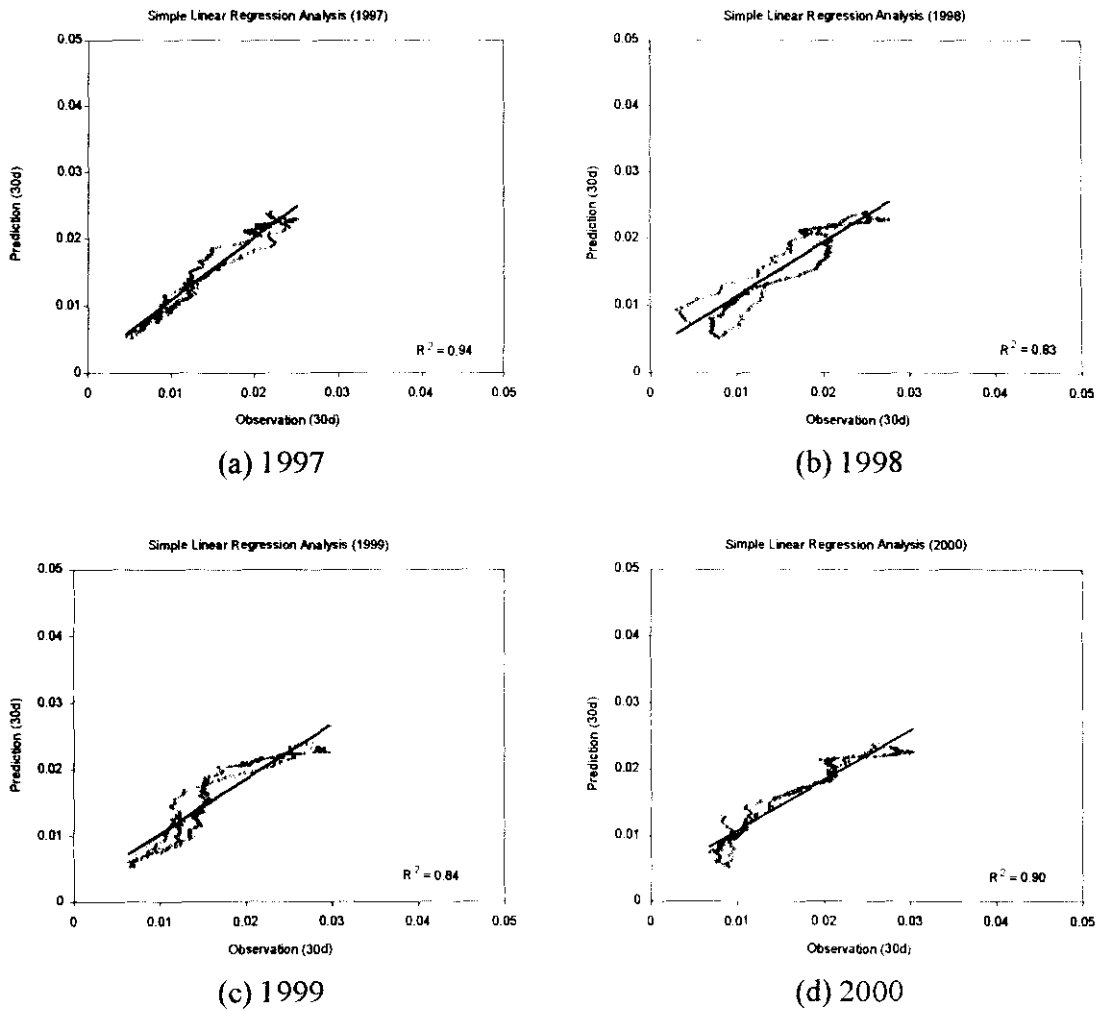 Simple Linear Regression Analysis (1997)
0.05
0.04
0.03
0.02
0.01
0
Prediction (30d)
R² = 0.94
0 0.01 0.02 0.03 0.04 0.05
Observation (30d)
(a) 1997
Simple Linear Regression Analysis (1998)
0.05
0.04
0.03
0.02
0.01
0
Prediction (30d)
R² = 0.83
0 0.01 0.02 0.03 0.04 0.05
Observation (30d)
(b) 1998
Simple Linear Regression Analysis (1999)
0.05
0.04
0.03
0.02
0.01
0
Prediction (30d)
R² = 0.84
0 0.01 0.02 0.03 0.04 0.05
Observation (30d)
(c) 1999
Simple Linear Regression Analysis (2000)
0.05
0.04
0.03
0.02
0.01
0
Prediction (30d)
R² = 0.90
0 0.01 0.02 0.03 0.04 0.05
Observation (30d)
(d) 2000